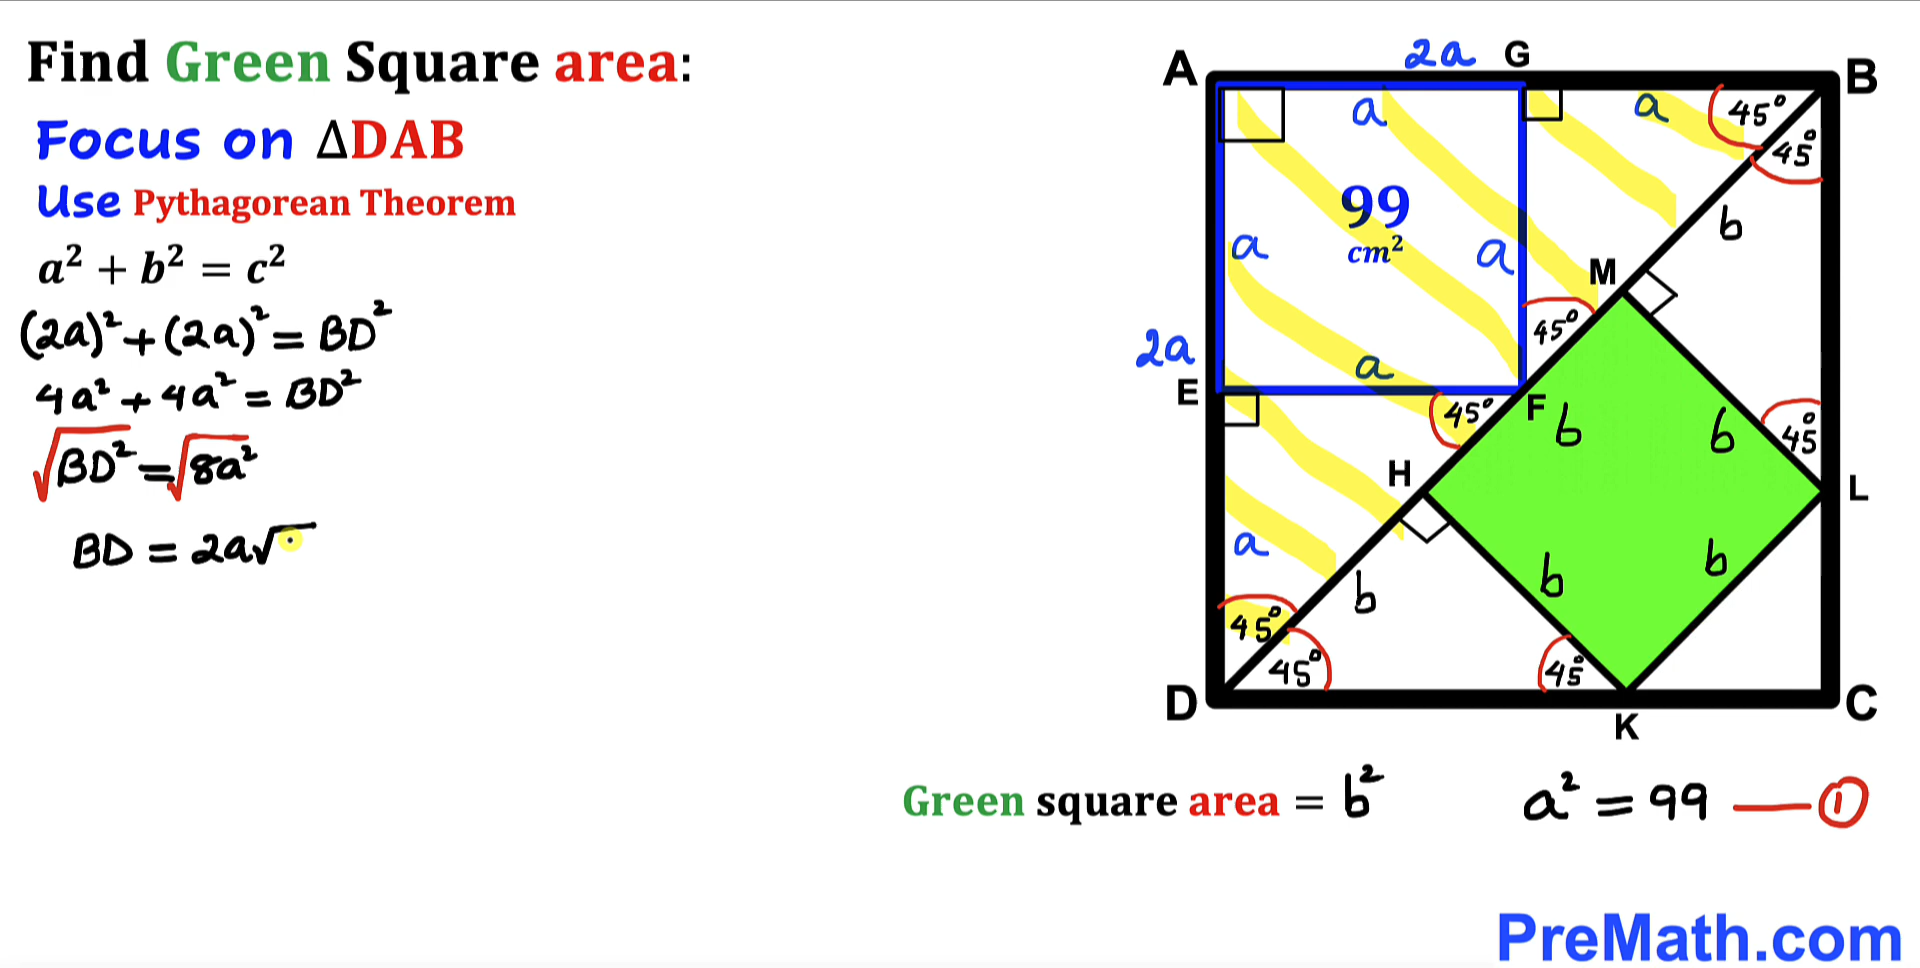 Find Green Square area:
Focus on ΔDAB
Use Pythagorean Theorem
a² + b² = c²
(2a)² + (2a)² = BD²
4a² + 4a² = BD²
√BD² = √8a²
BD = 2a√
A
2a
G
B
a
a
45°
45°
99
cm²
a
a
b
M
2a
45°
E
a
45°
F
b
b
45°
H
L
a
b
b
b
45°
45°
45°
D
C
K
Green square area = b²
a² = 99 — ①
PreMath.com